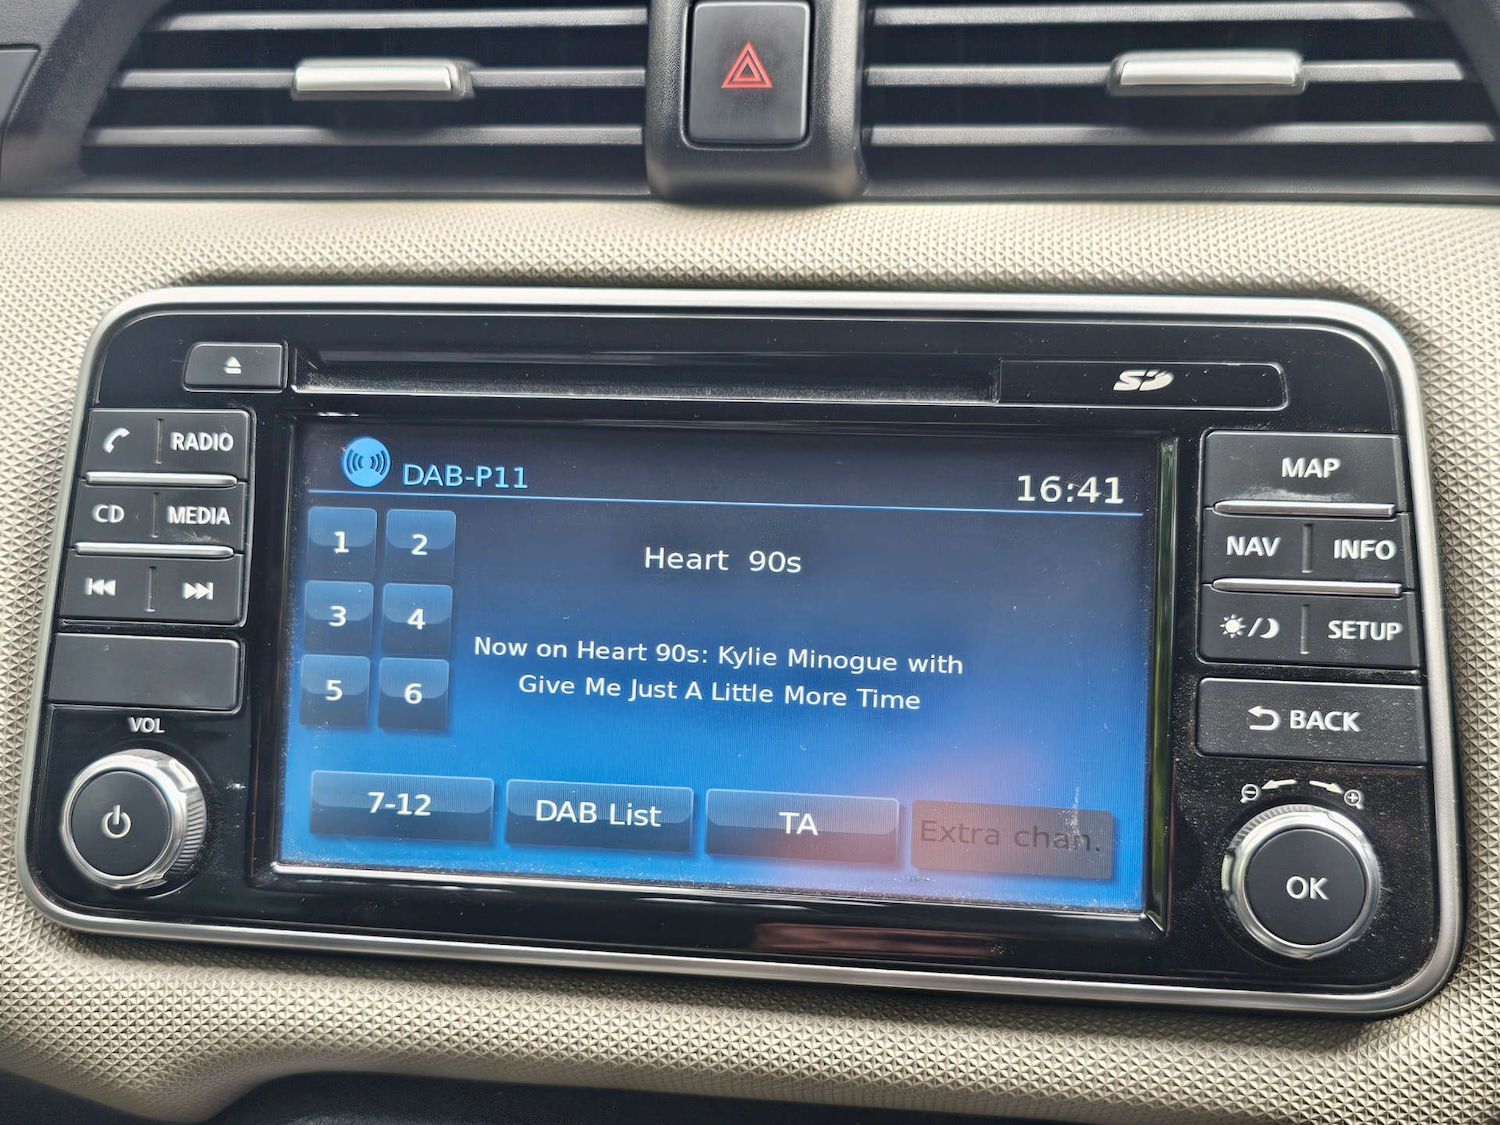 SD
RADIO
CD
MEDIA
VOL
DAB-P11
16:41
1 2
3 4
5 6
Heart 90s
Now on Heart 90s: Kylie Minogue with
Give Me Just A Little More Time
7-12
DAB List
TA
Extra chan.
MAP
NAV
INFO
SETUP
BACK
OK